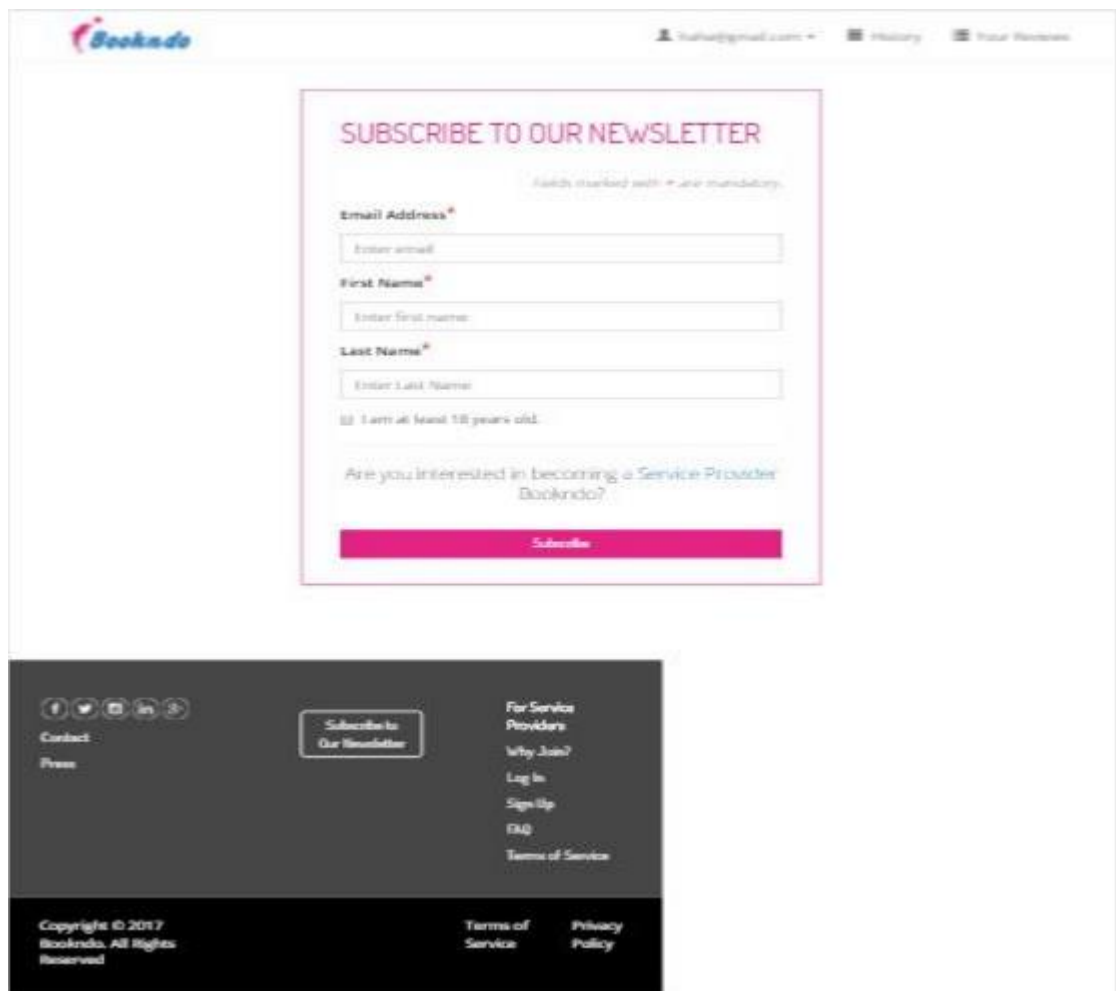 Bookndo
haha@gmail.com
History
Your Reviews
SUBSCRIBE TO OUR NEWSLETTER
Fields marked with * are mandatory.
Email Address*
Enter email
First Name*
Enter first name
Last Name*
Enter Last Name
I am at least 18 years old.
Are you interested in becoming a Service Provider
Bookndo?
Subscribe
Contact
Press
Subscribe to
Our Newsletter
For Service
Providers
Why Join?
Log In
Sign Up
FAQ
Terms of Service
Copyright © 2017
Bookndo. All Rights
Reserved
Terms of
Service
Privacy
Policy